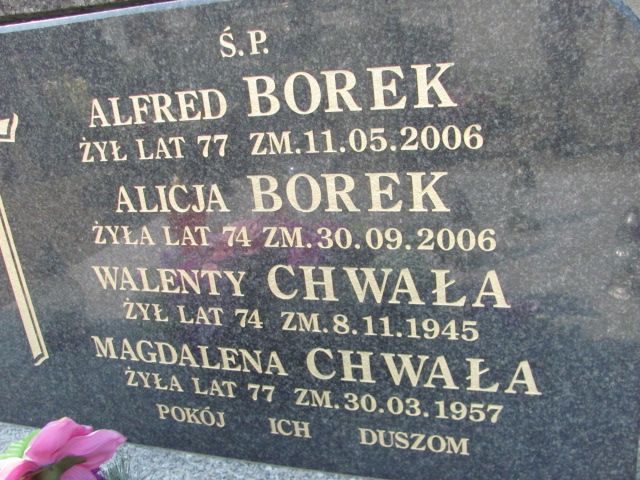 Ś.P.
ALFRED BOREK
ŻYŁ LAT 77 ZM.11.05.2006
ALICJA BOREK
ŻYŁA LAT 74 ZM.30.09.2006
WALENTY CHWAŁA
ŻYŁ LAT 74 ZM.8.11.1945
MAGDALENA CHWAŁA
ŻYŁA LAT 77 ZM.30.03.1957
POKÓJ ICH DUSZOM